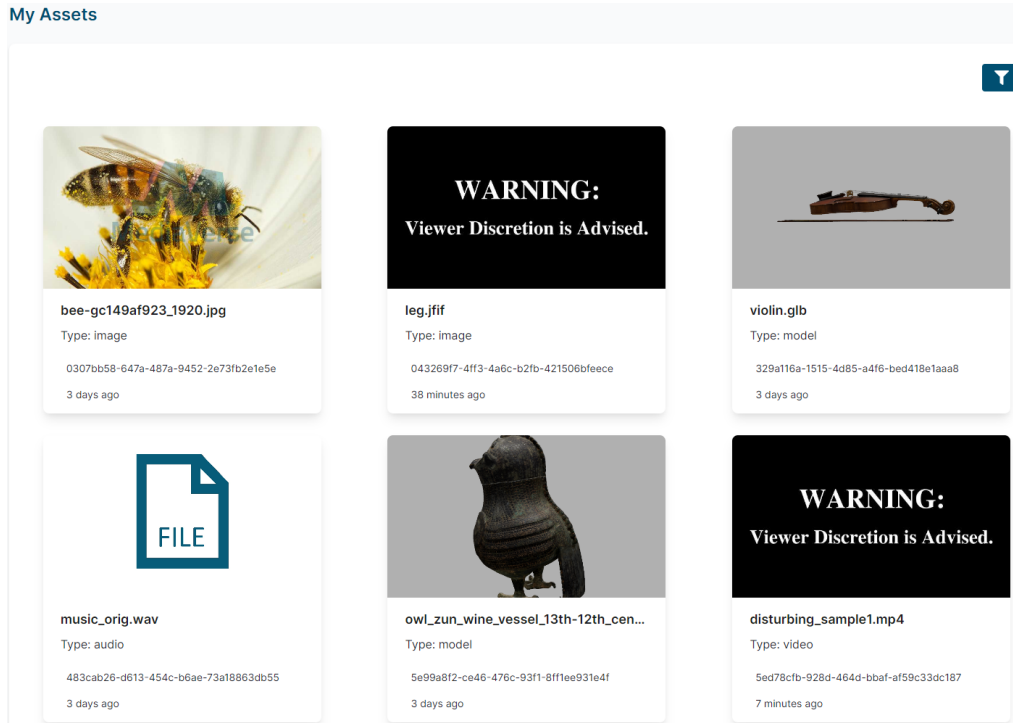 My Assets
WARNING:
Viewer Discretion is Advised.
bee-gc149af923_1920.jpg
Type: image
0307bb58-647a-487a-9452-2e73fb2e1e5e
3 days ago
leg.jfif
Type: image
043269f7-4ff3-4a6c-b2fb-421506bfeece
38 minutes ago
violin.glb
Type: model
329a116a-1515-4d85-a4f6-bed418e1aaa8
3 days ago
FILE
WARNING:
Viewer Discretion is Advised.
music_orig.wav
Type: audio
483cab26-d613-454c-b6ae-73a18863db55
3 days ago
owl_zun_wine_vessel_13th-12th_cen...
Type: model
5e99a8f2-ce46-476c-93f1-8ff1ee931e4f
3 days ago
disturbing_sample1.mp4
Type: video
5ed78cfb-928d-464d-bbaf-af59c33dc187
7 minutes ago